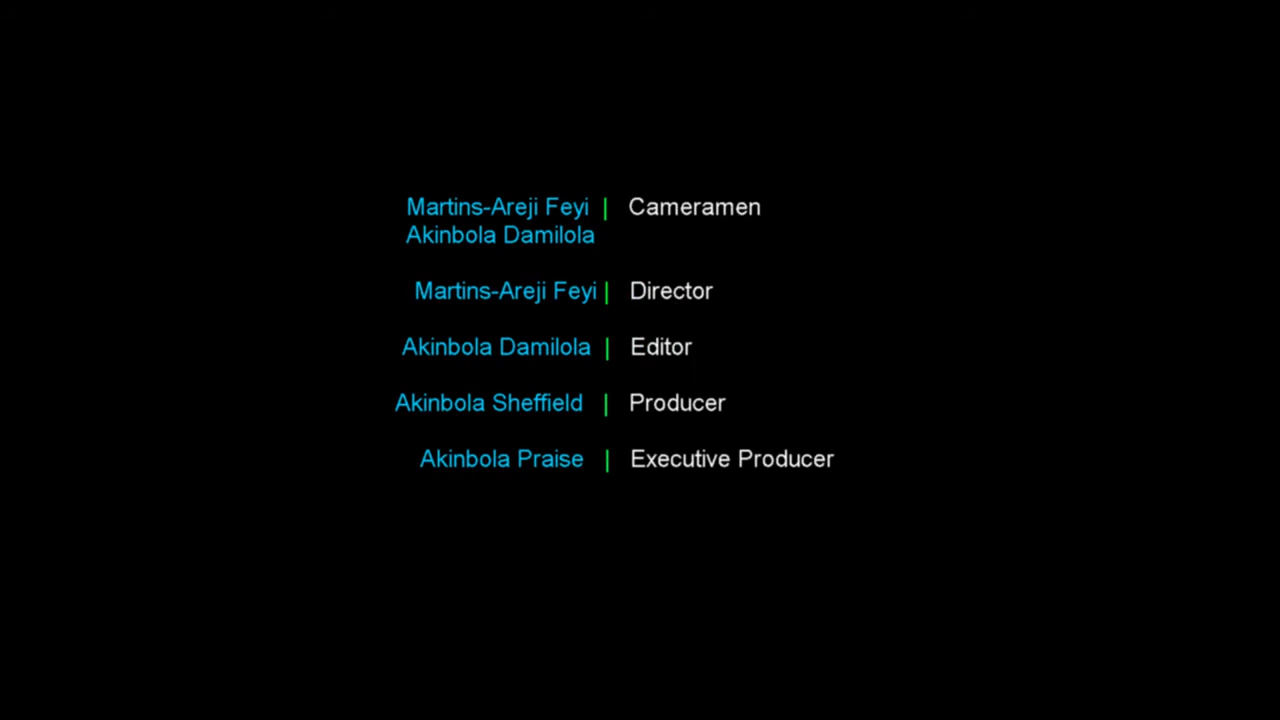 Martins-Areji Feyi | Cameramen
Akinbola Damilola
Martins-Areji Feyi | Director
Akinbola Damilola | Editor
Akinbola Sheffield | Producer
Akinbola Praise | Executive Producer